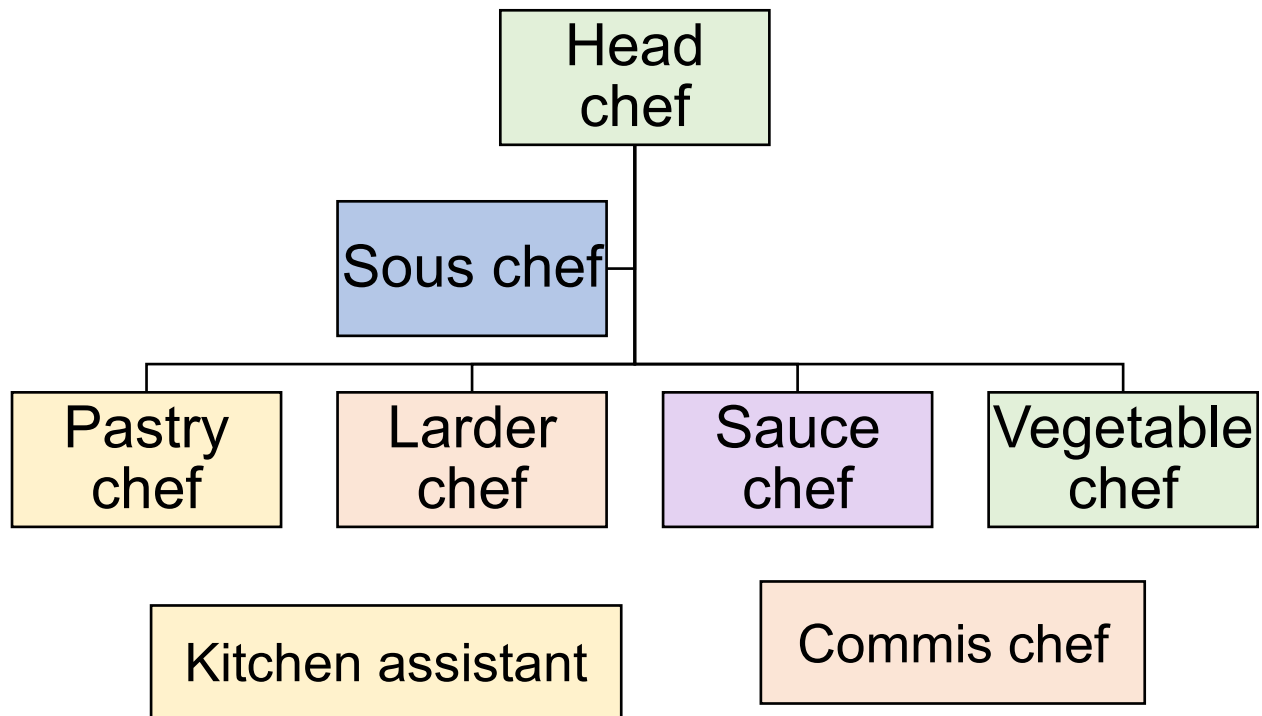 Head
chef
Sous chef
Pastry
chef
Larder
chef
Sauce
chef
Vegetable
chef
Kitchen assistant
Commis chef